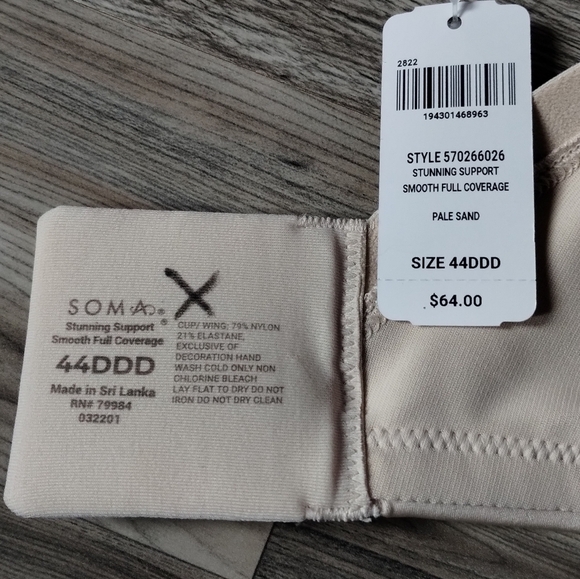 2822
194301468963
STYLE 570266026
STUNNING SUPPORT
SMOOTH FULL COVERAGE
PALE SAND
SIZE 44DDD
$64.00
X
SOMA®
Stunning Support®
Smooth Full Coverage
44DDD
Made in Sri Lanka
RN# 79984
032201
CUP/ WING: 79% NYLON
21% ELASTANE,
EXCLUSIVE OF
DECORATION HAND
WASH COLD ONLY NON
CHLORINE BLEACH
LAY FLAT TO DRY DO NOT
IRON DO NOT DRY CLEAN